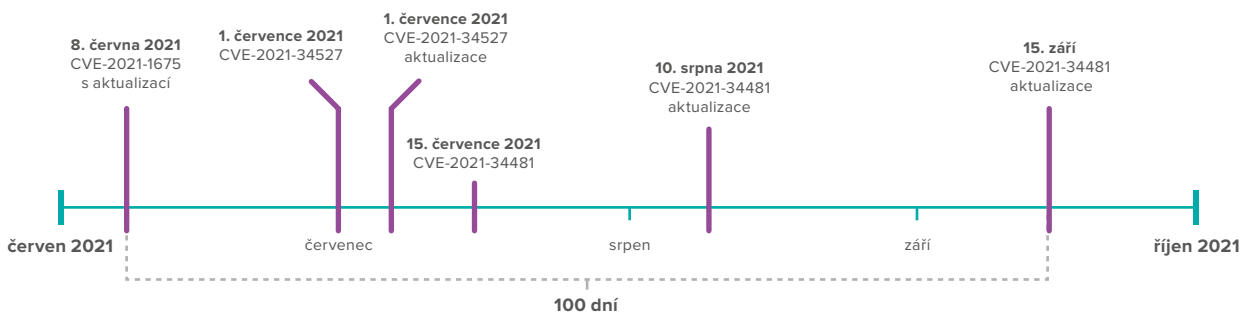 8. června 2021
CVE-2021-1675
s aktualizací
1. července 2021
CVE-2021-34527
1. července 2021
CVE-2021-34527
aktualizace
15. července 2021
CVE-2021-34481
10. srpna 2021
CVE-2021-34481
aktualizace
15. září
CVE-2021-34481
aktualizace
červen 2021
červenec
srpen
září
říjen 2021
100 dní